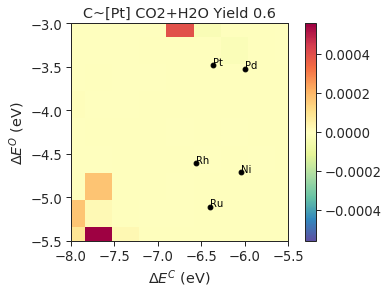 C~[Pt] CO2+H2O Yield 0.6
−3.0
−3.5
−4.0
−4.5
−5.0
−5.5
ΔE^O (eV)
Pt
Pd
Rh
Ni
Ru
−8.0 −7.5 −7.0 −6.5 −6.0 −5.5
ΔE^C (eV)
0.0004
0.0002
0.0000
−0.0002
−0.0004